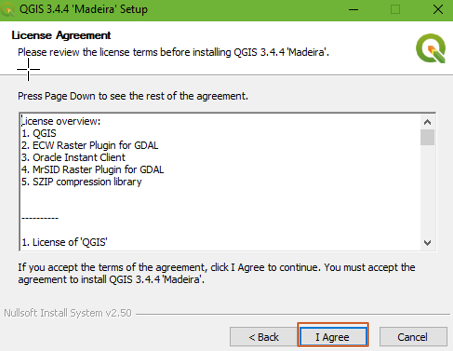 QGIS 3.4.4 'Madeira' Setup
License Agreement
Please review the license terms before installing QGIS 3.4.4 'Madeira'.
Press Page Down to see the rest of the agreement.
License overview:
1. QGIS
2. ECW Raster Plugin for GDAL
3. Oracle Instant Client
4. MrSID Raster Plugin for GDAL
5. SZIP compression library
----------
1. License of 'QGIS'
If you accept the terms of the agreement, click I Agree to continue. You must accept the
agreement to install QGIS 3.4.4 'Madeira'.
Nullsoft Install System v2.50
< Back
I Agree
Cancel